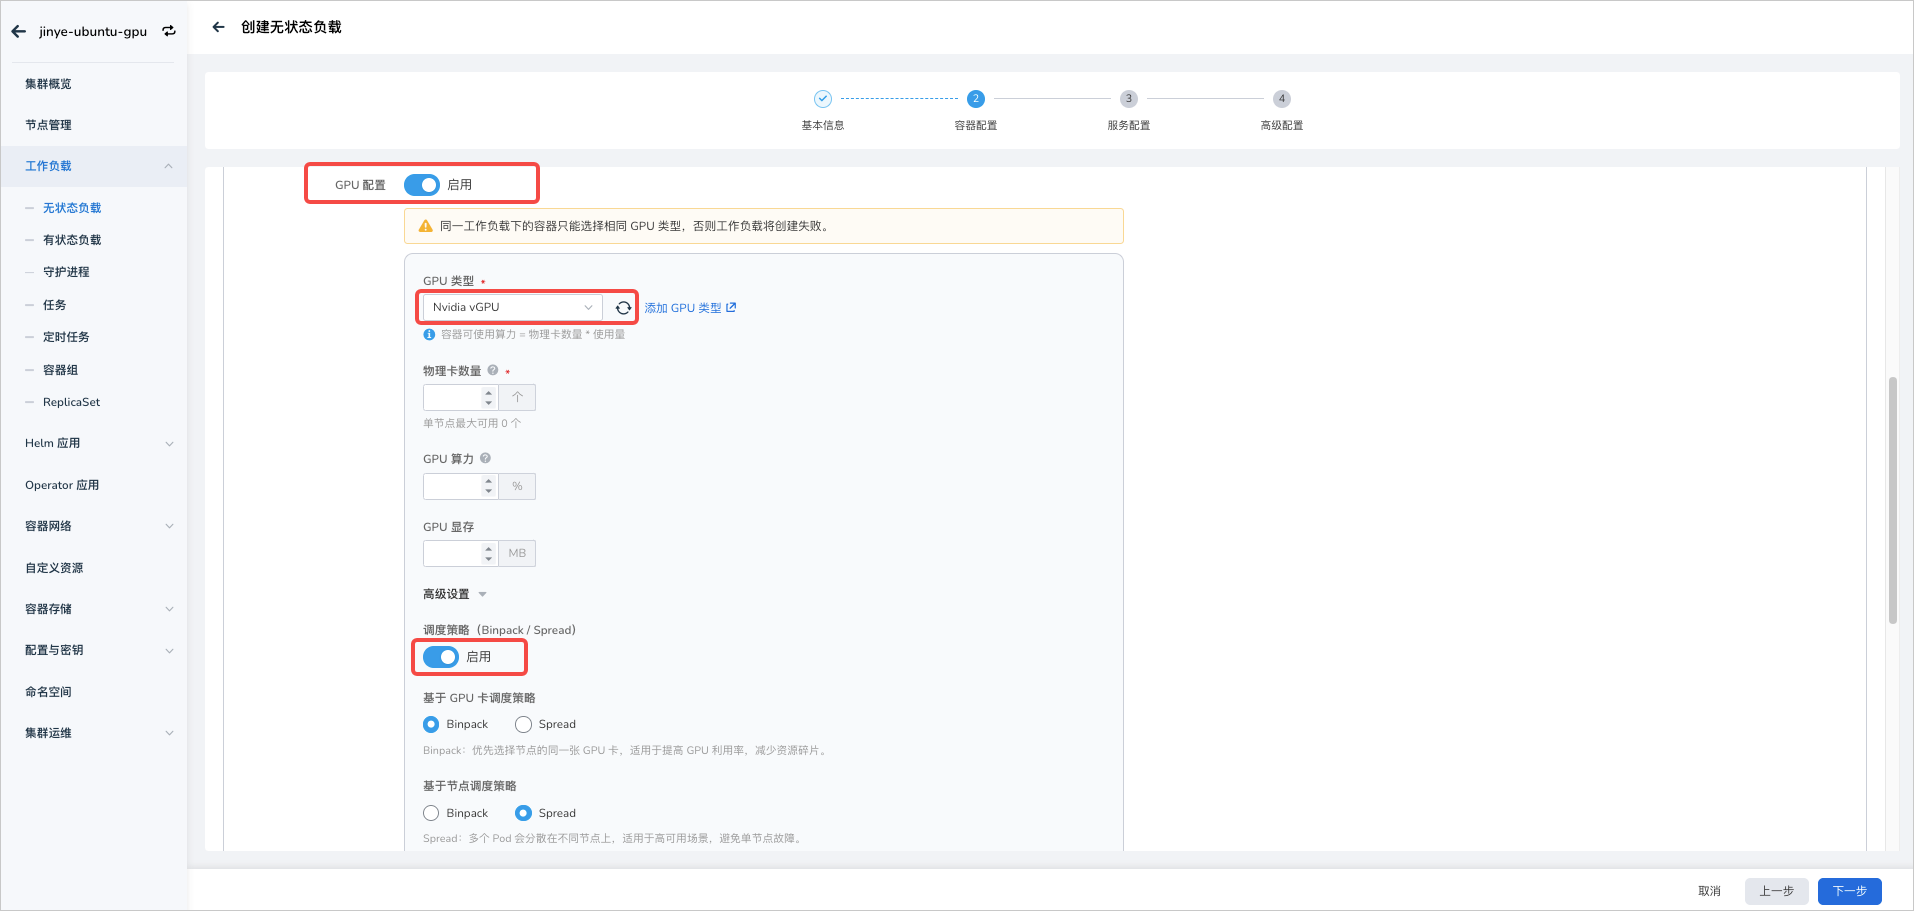 jinye-ubuntu-gpu
集群概览
节点管理
工作负载
无状态负载
有状态负载
守护进程
任务
定时任务
容器组
ReplicaSet
Helm 应用
Operator 应用
容器网络
自定义资源
容器存储
配置与密钥
命名空间
集群运维
创建无状态负载
2
3
4
基本信息
容器配置
服务配置
高级配置
GPU 配置
启用
同一工作负载下的容器只能选择相同 GPU 类型，否则工作负载将创建失败。
GPU 类型 *
Nvidia vGPU
添加 GPU 类型
容器可使用算力 = 物理卡数量 * 使用量
物理卡数量 ? *
个
单节点最大可用 0 个
GPU 算力 ?
%
GPU 显存
MB
高级设置
调度策略（Binpack / Spread）
启用
基于 GPU 卡调度策略
Binpack
Spread
Binpack：优先选择节点的同一张 GPU 卡，适用于提高 GPU 利用率，减少资源碎片。
基于节点调度策略
Binpack
Spread
Spread：多个 Pod 会分散在不同节点上，适用于高可用场景，避免单节点故障。
取消
上一步
下一步